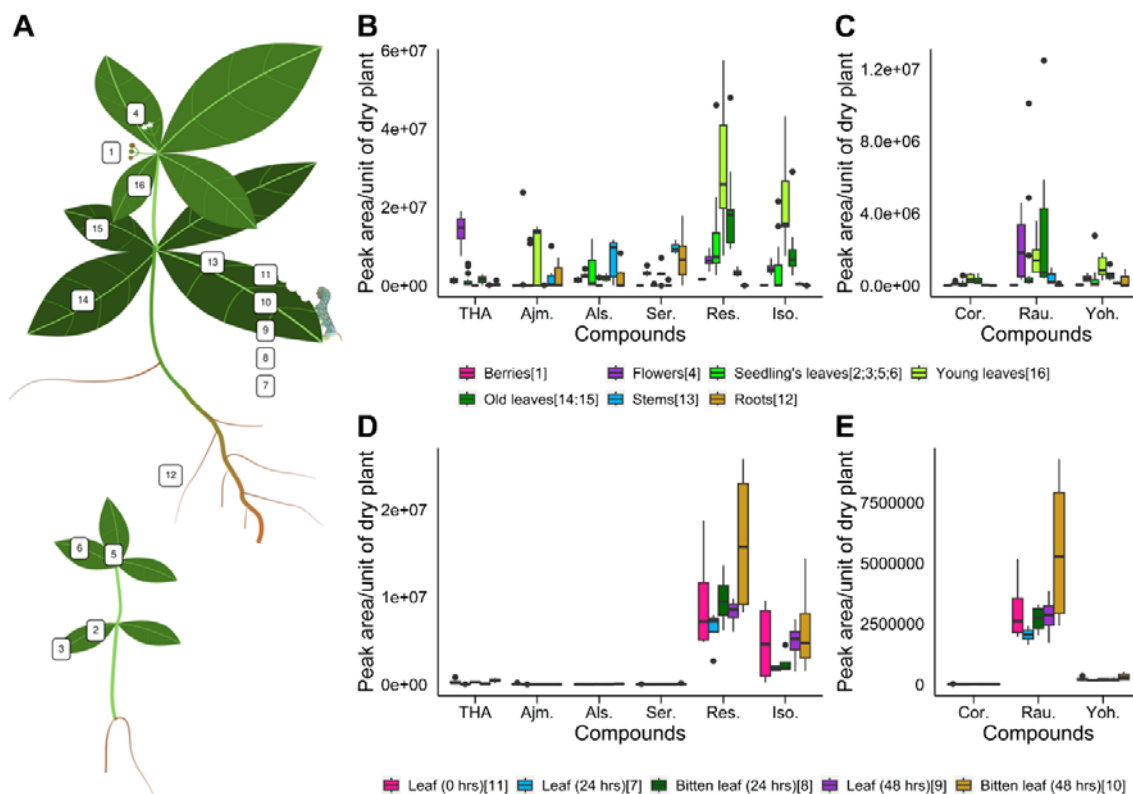 A
4
1
16
15
13
11
14
10
9
8
7
12
6
5
2
3
B
Peak area/unit of dry plant
6e+07
4e+07
2e+07
0e+00
THA Ajm. Als. Ser. Res. Iso.
Compounds
C
Peak area/unit of dry plant
1.2e+07
8.0e+06
4.0e+06
0.0e+00
Cor. Rau. Yoh.
Compounds
Berries[1] Flowers[4] Seedling's leaves[2;3;5;6] Young leaves[16]
Old leaves[14:15] Stems[13] Roots[12]
D
Peak area/unit of dry plant
2e+07
1e+07
0e+00
THA Ajm. Als. Ser. Res. Iso.
Compounds
E
Peak area/unit of dry plant
7500000
5000000
2500000
0
Cor. Rau. Yoh.
Compounds
Leaf (0 hrs)[11] Leaf (24 hrs)[7] Bitten leaf (24 hrs)[8] Leaf (48 hrs)[9] Bitten leaf (48 hrs)[10]